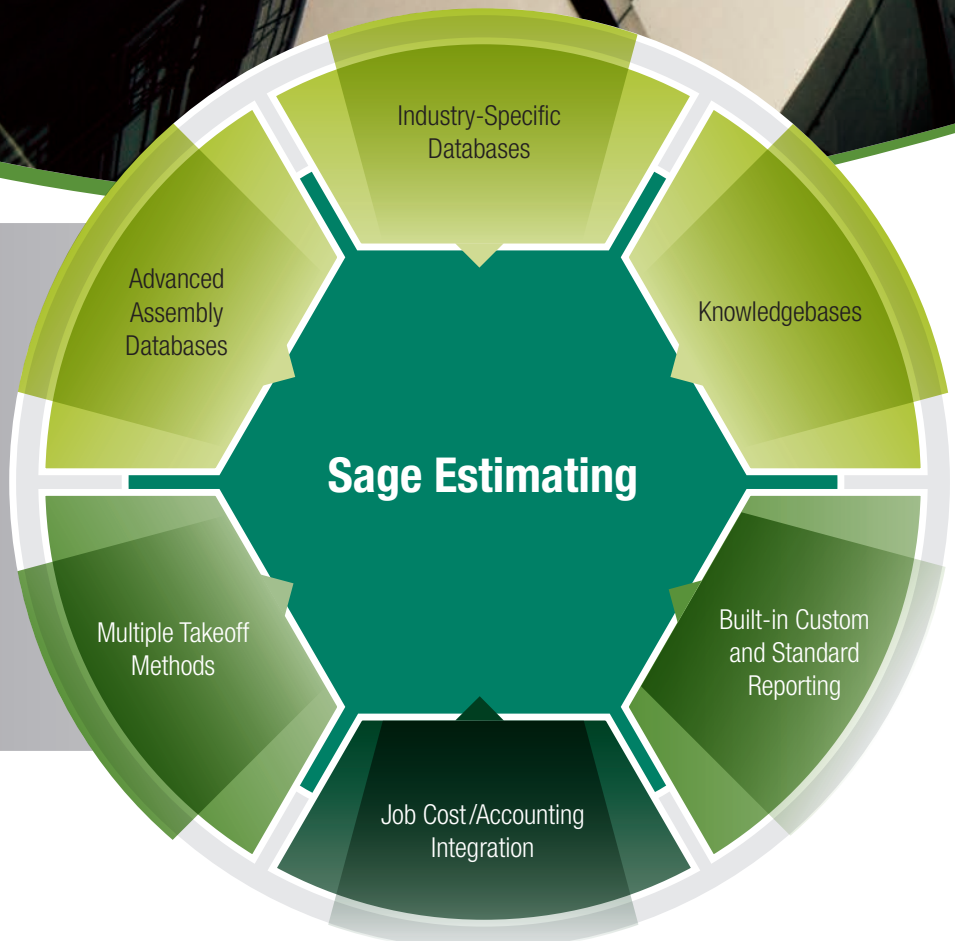 Industry-Specific
Databases
Advanced
Assembly
Databases
Knowledgebases
Sage Estimating
Multiple Takeoff
Methods
Built-in Custom
and Standard
Reporting
Job Cost/Accounting
Integration